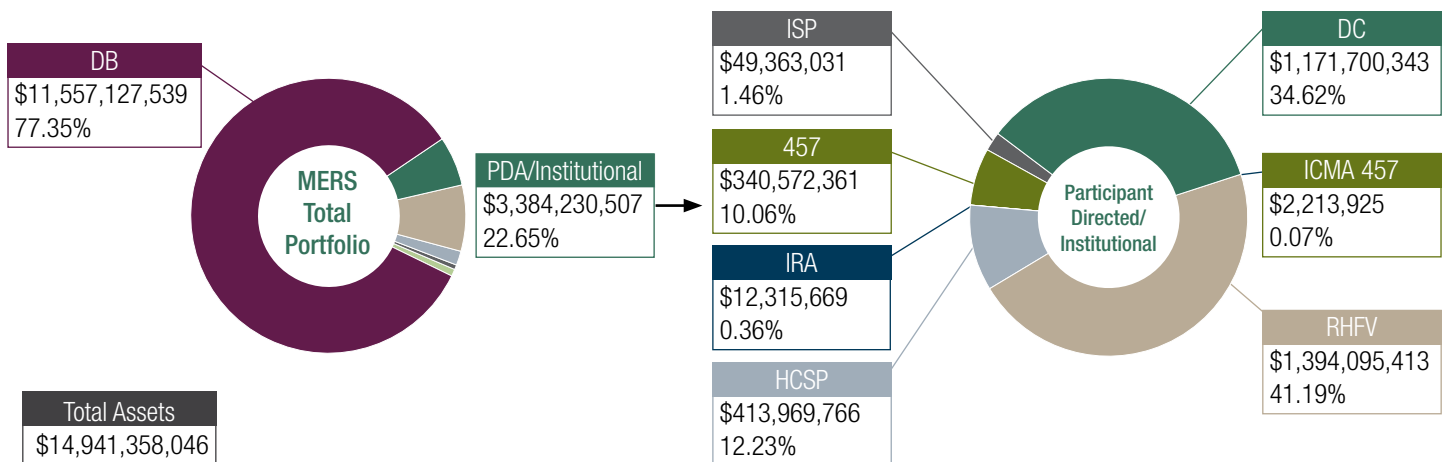 DB
$11,557,127,539
77.35%
MERS
Total
Portfolio
PDA/Institutional
$3,384,230,507
22.65%
Total Assets
$14,941,358,046
ISP
$49,363,031
1.46%
457
$340,572,361
10.06%
IRA
$12,315,669
0.36%
HCSP
$413,969,766
12.23%
Participant
Directed/
Institutional
DC
$1,171,700,343
34.62%
ICMA 457
$2,213,925
0.07%
RHFV
$1,394,095,413
41.19%